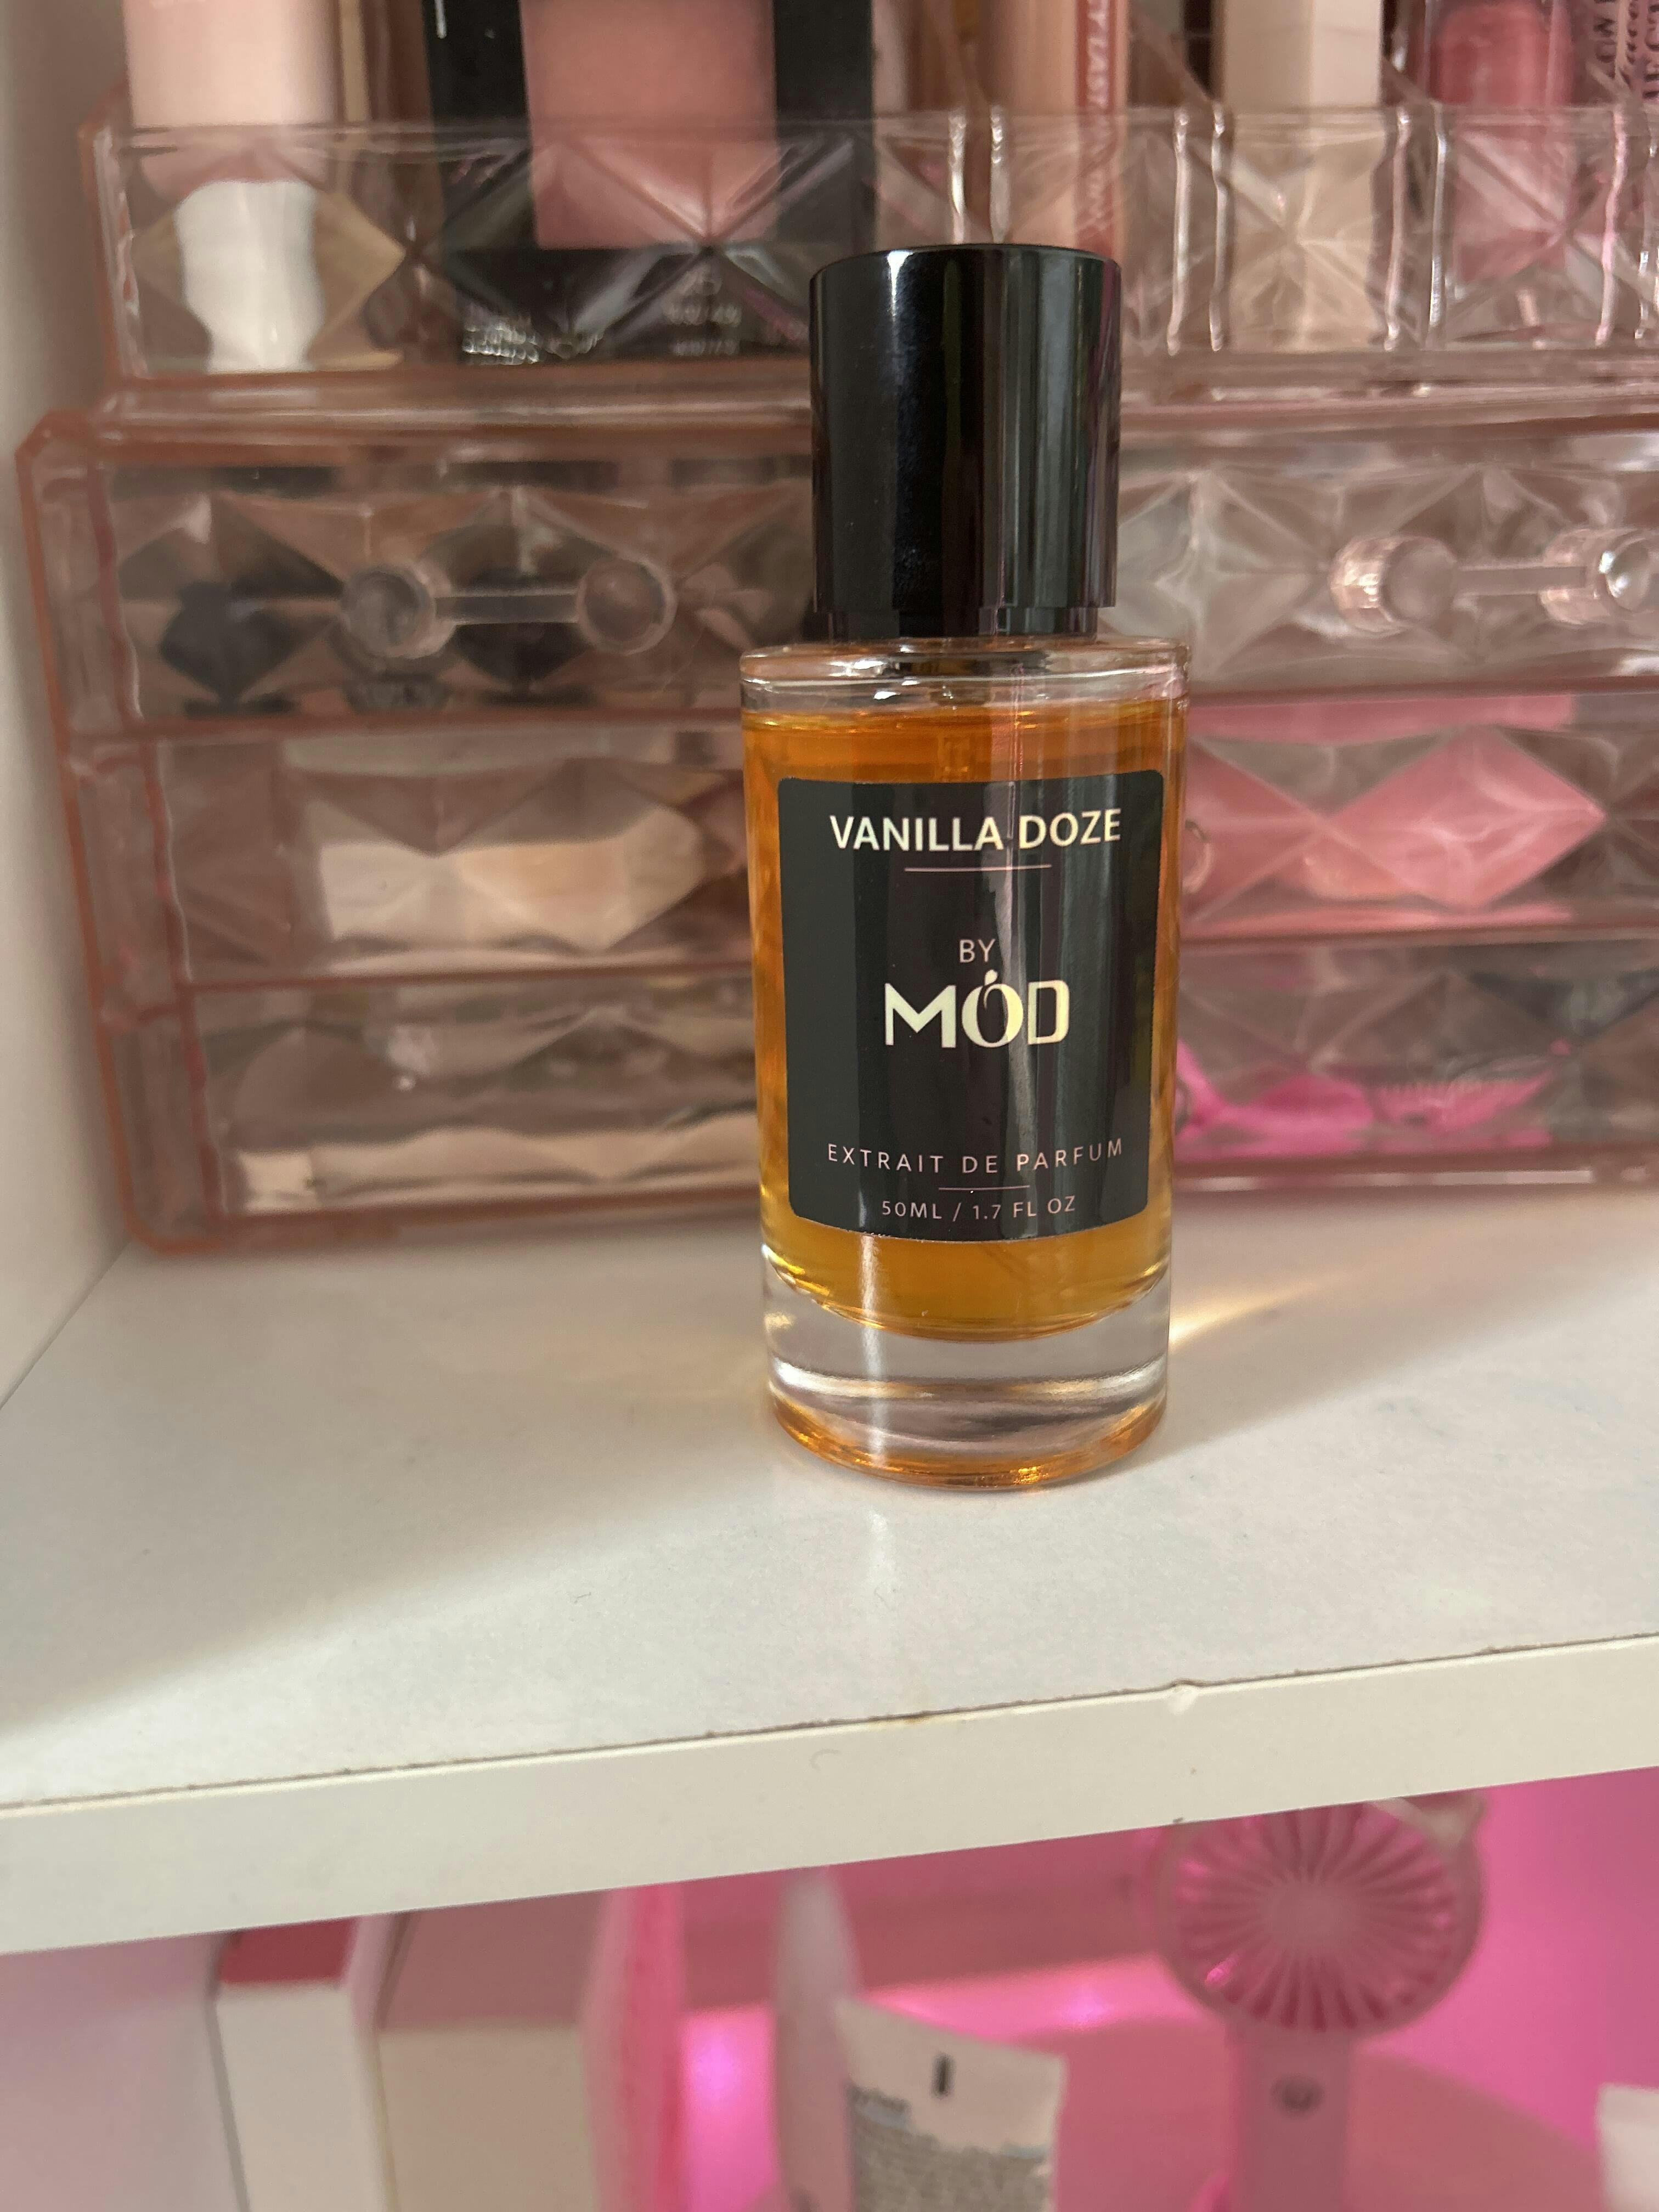 VANILLA DOZE
BY
MÓD
EXTRAIT DE PARFUM
50ML / 1.7 FL OZ